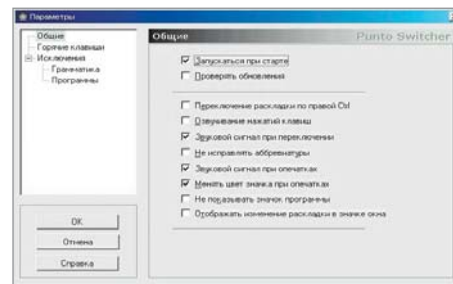 Параметры
Общие
Горячие клавиши
Исключения
Грамматика
Программы
OK
Отмена
Справка
Общие Punto Switcher
Запускаться при старте
Проверять обновления
Переключение раскладки по правой Ctrl
Озвучивание нажатий клавиш
Звуковой сигнал при переключении
Не исправлять аббревиатуры
Звуковой сигнал при опечатках
Менять цвет значка при опечатках
Не показывать значок программы
Отображать изменение раскладки в значке окна